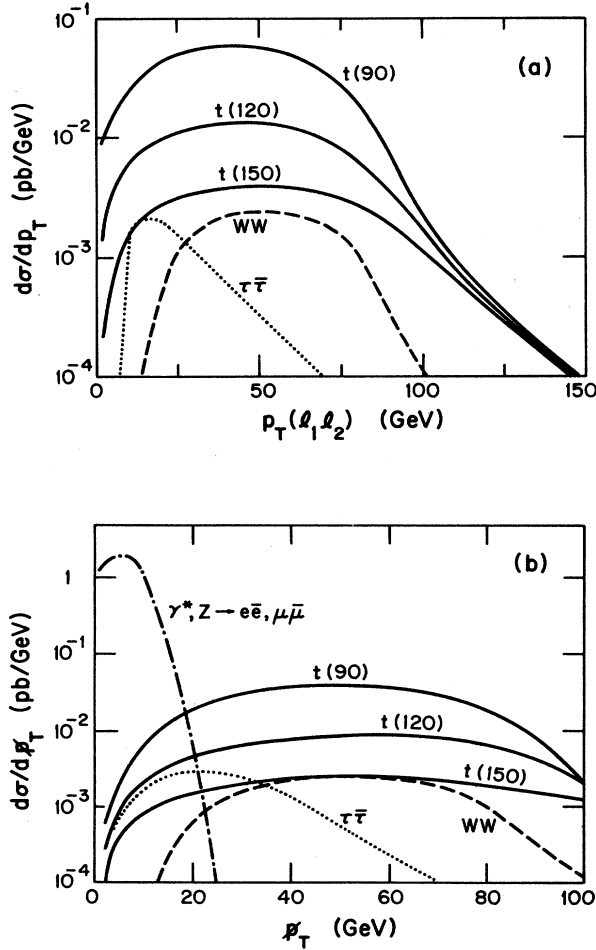 10⁻¹
t(90)
(a)
t(120)
10⁻²
t(150)
WW
10⁻³
τ τ̄
10⁻⁴
dσ/dp_T (pb/GeV)
0 50 100 150
p_T(ℓ₁ℓ₂) (GeV)
(b)
1
γ*, Z → eē, μμ̄
10⁻¹
t(90)
10⁻²
t(120)
t(150)
10⁻³
τ τ̄
WW
10⁻⁴
dσ/dp̸_T (pb/GeV)
0 20 40 60 80 100
p̸_T (GeV)